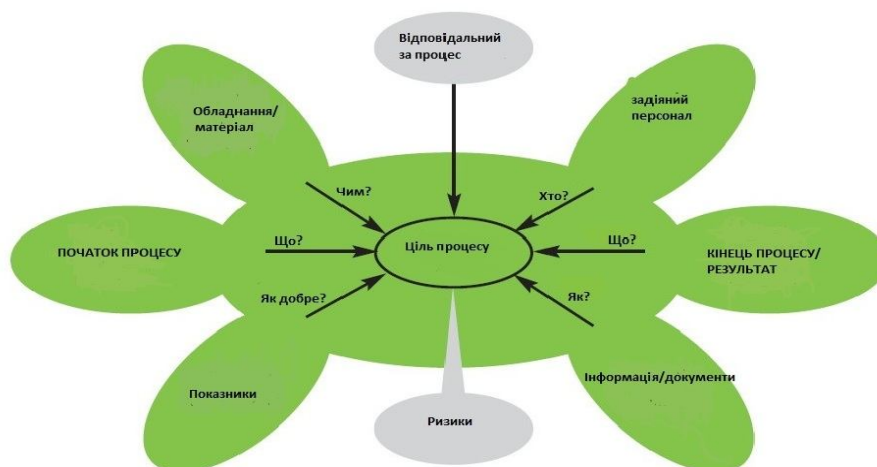 Відповідальний
за процес
Обладнання/
матеріал
задіяний
персонал
Чим?
Хто?
ПОЧАТОК ПРОЦЕСУ
Що?
Ціль процесу
Що?
КІНЕЦЬ ПРОЦЕСУ/
РЕЗУЛЬТАТ
Як добре?
Як?
Показники
Інформація/документи
Ризики